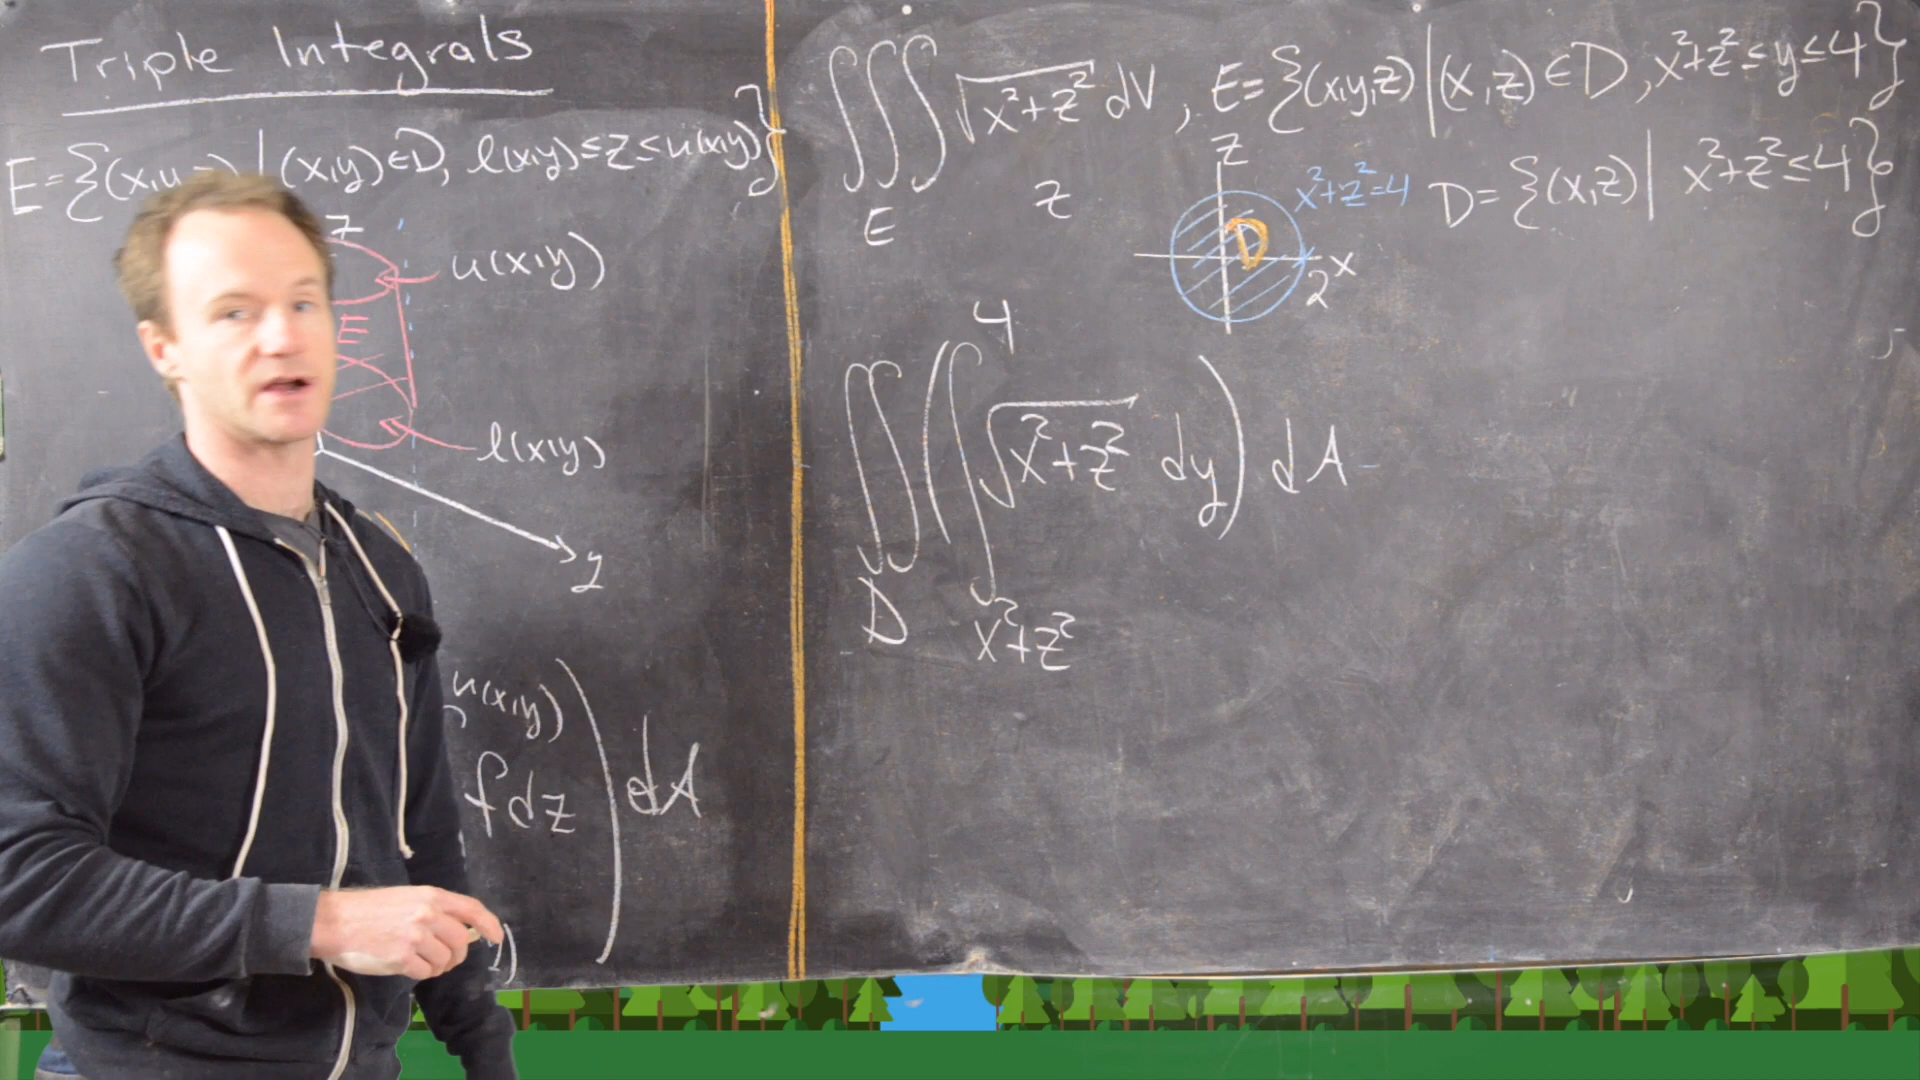 Triple Integrals
E={(x,y | (x,y)∈D, l(x,y)≤z≤u(x,y)}
z
u(x,y)
E
l(x,y)
y
u(x,y)
f dz ) dA
∫∫∫ √x²+z² dV, E={(x,y,z)|(x,z)∈D, x²+z²≤y≤4}
E
z
z
x²+z²=4
D={(x,z)| x²+z²≤4}
D
2
x
4
∫∫ (∫ √x²+z² dy) dA
D
x²+z²